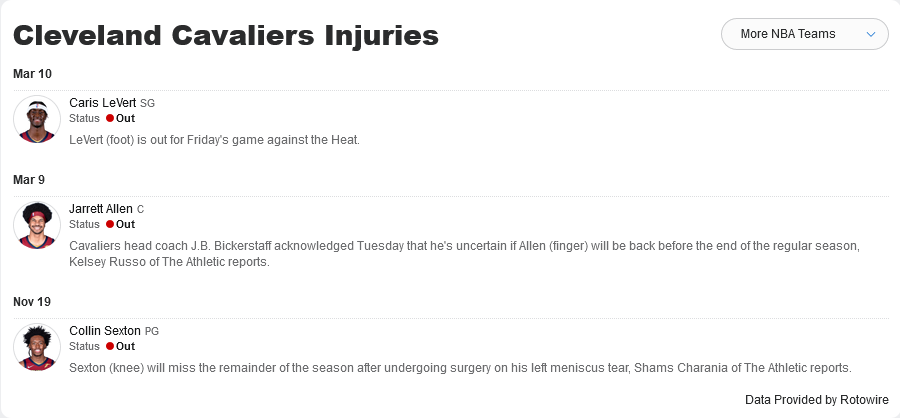 Cleveland Cavaliers Injuries
More NBA Teams
Mar 10
Caris LeVert SG
Status Out
LeVert (foot) is out for Friday's game against the Heat.
Mar 9
Jarrett Allen C
Status Out
Cavaliers head coach J.B. Bickerstaff acknowledged Tuesday that he's uncertain if Allen (finger) will be back before the end of the regular season,
Kelsey Russo of The Athletic reports.
Nov 19
Collin Sexton PG
Status Out
Sexton (knee) will miss the remainder of the season after undergoing surgery on his left meniscus tear, Shams Charania of The Athletic reports.
Data Provided by Rotowire